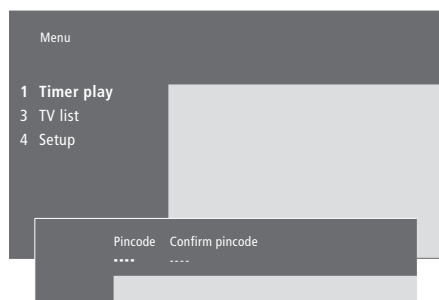 Menu
1 Timer play
3 TV list
4 Setup
Pincode Confirm pincode
---- ----